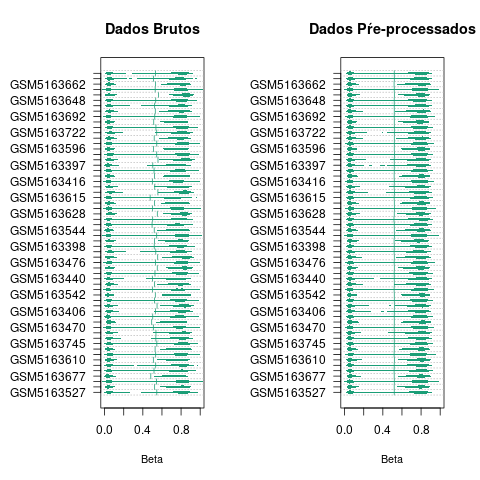 Dados Brutos
GSM5163662
GSM5163648
GSM5163692
GSM5163722
GSM5163596
GSM5163397
GSM5163416
GSM5163615
GSM5163628
GSM5163544
GSM5163398
GSM5163476
GSM5163440
GSM5163542
GSM5163406
GSM5163470
GSM5163745
GSM5163610
GSM5163677
GSM5163527
0.0 0.4 0.8
Beta
Dados Pŕe-processados
GSM5163662
GSM5163648
GSM5163692
GSM5163722
GSM5163596
GSM5163397
GSM5163416
GSM5163615
GSM5163628
GSM5163544
GSM5163398
GSM5163476
GSM5163440
GSM5163542
GSM5163406
GSM5163470
GSM5163745
GSM5163610
GSM5163677
GSM5163527
0.0 0.4 0.8
Beta